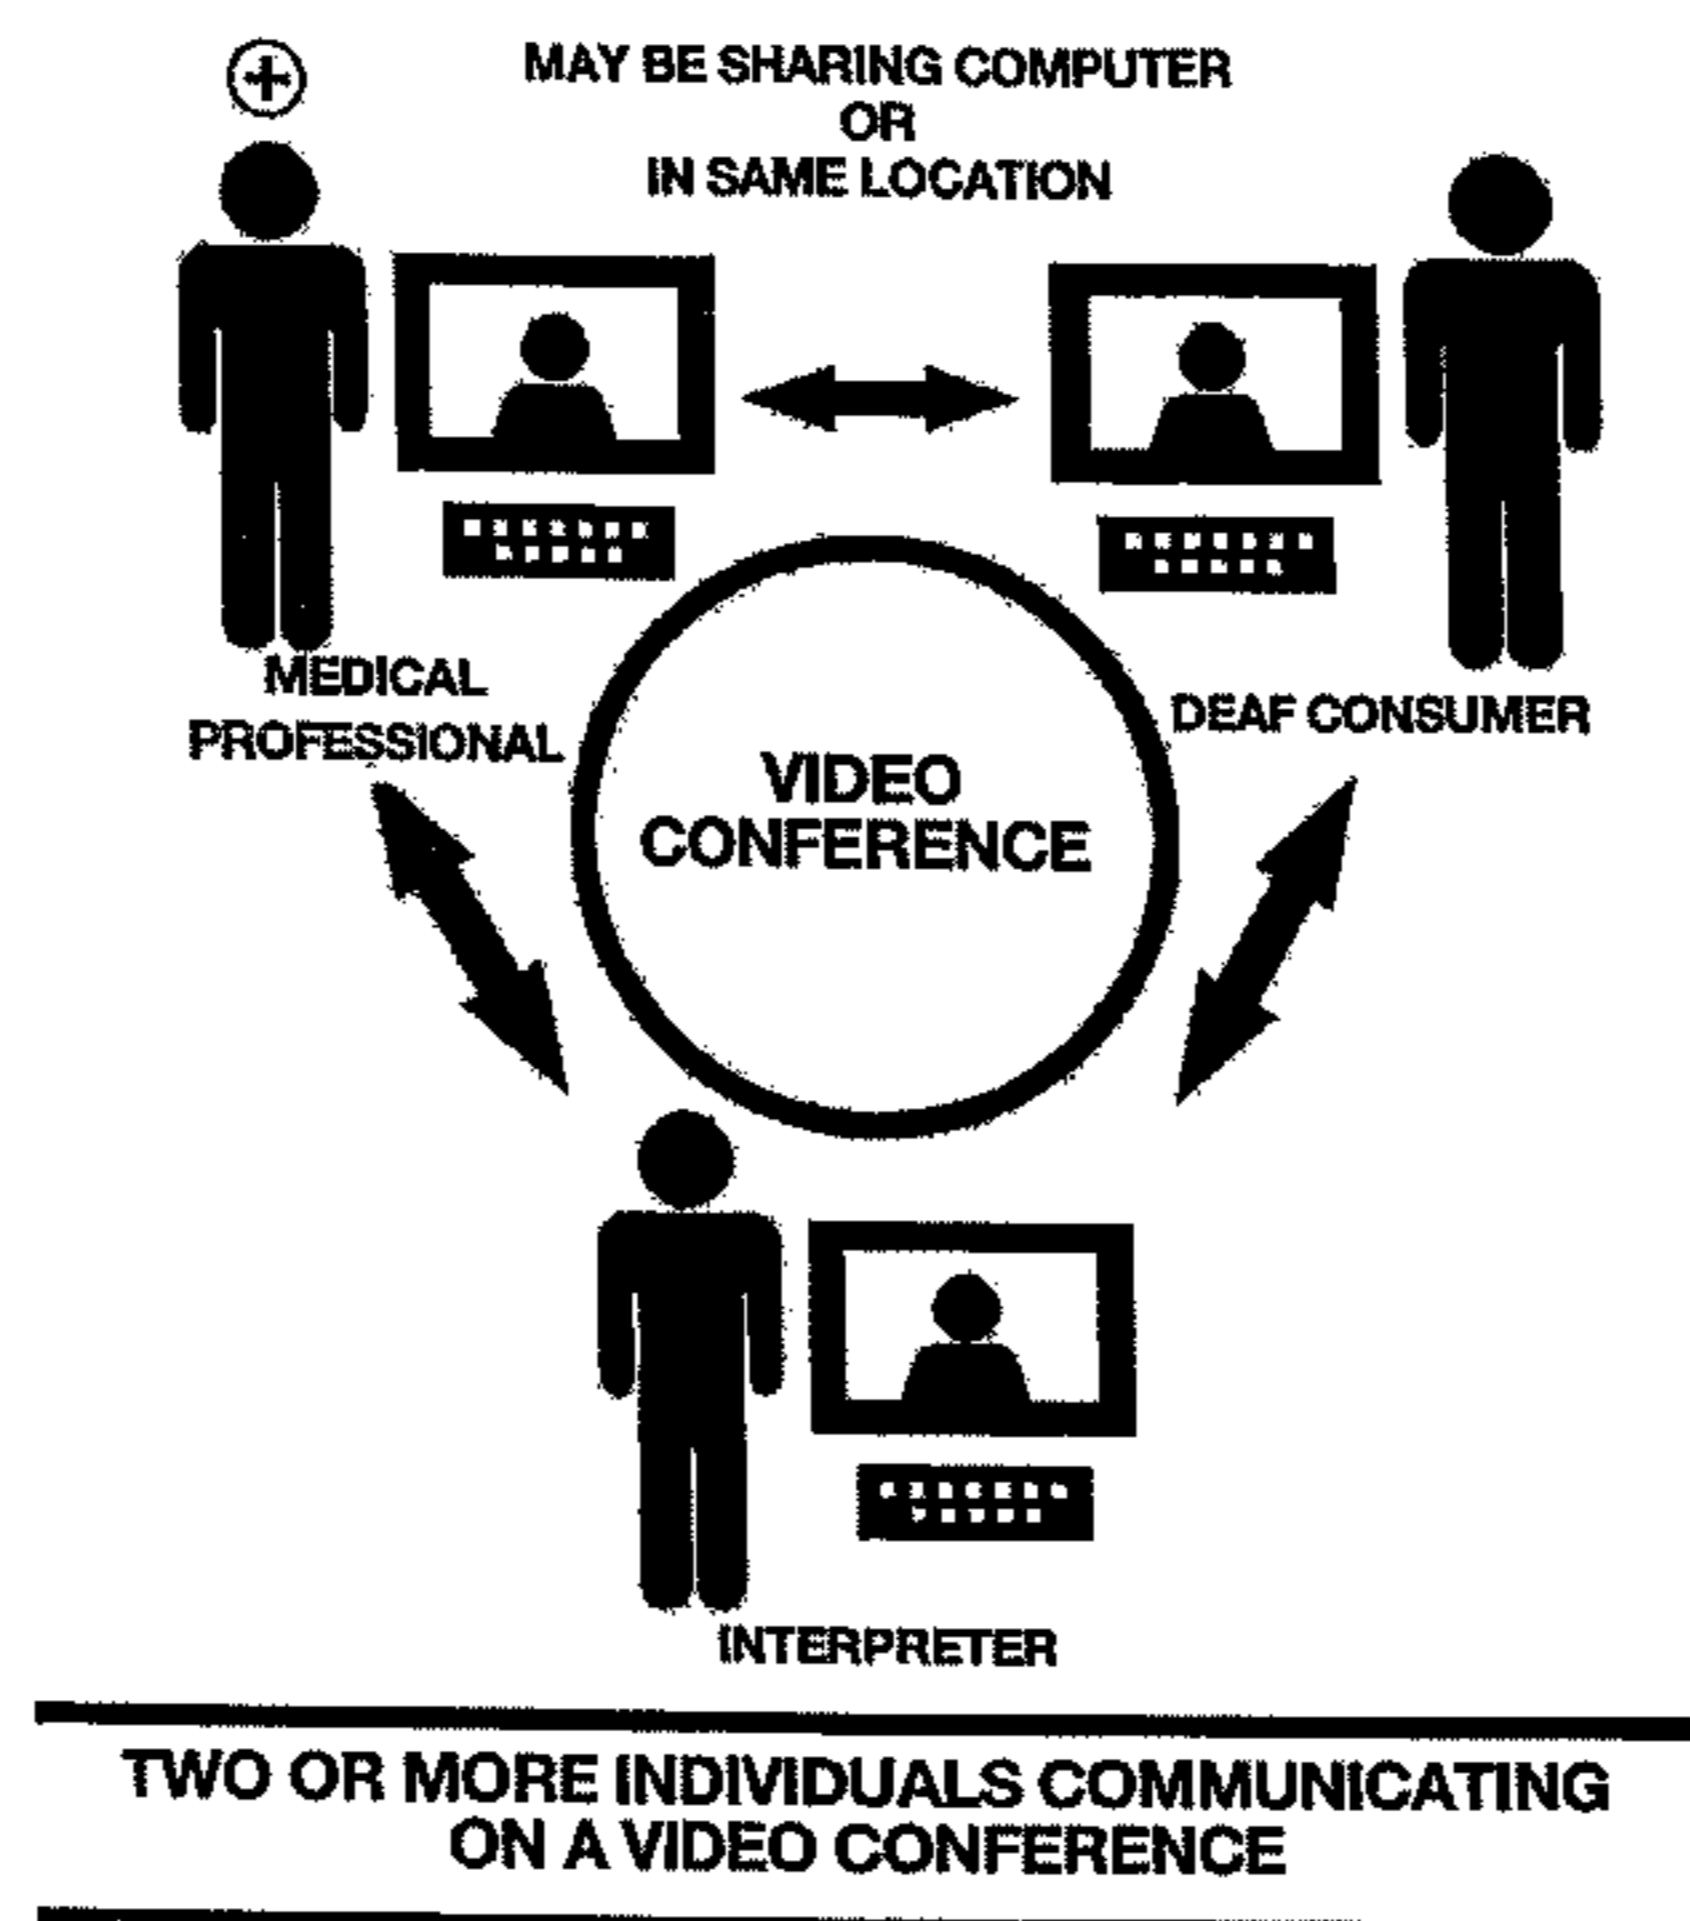 MAY BE SHARING COMPUTER
OR
IN SAME LOCATION
MEDICAL
PROFESSIONAL
DEAF CONSUMER
VIDEO
CONFERENCE
INTERPRETER
TWO OR MORE INDIVIDUALS COMMUNICATING
ON A VIDEO CONFERENCE